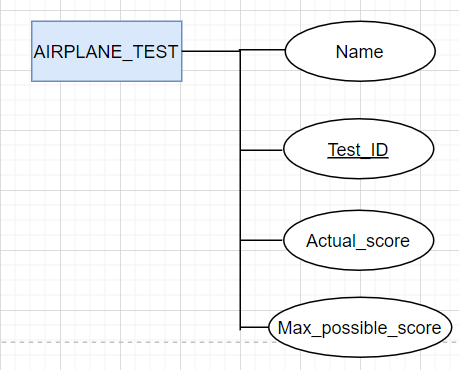 AIRPLANE_TEST
Name
Test_ID
Actual_score
Max_possible_score